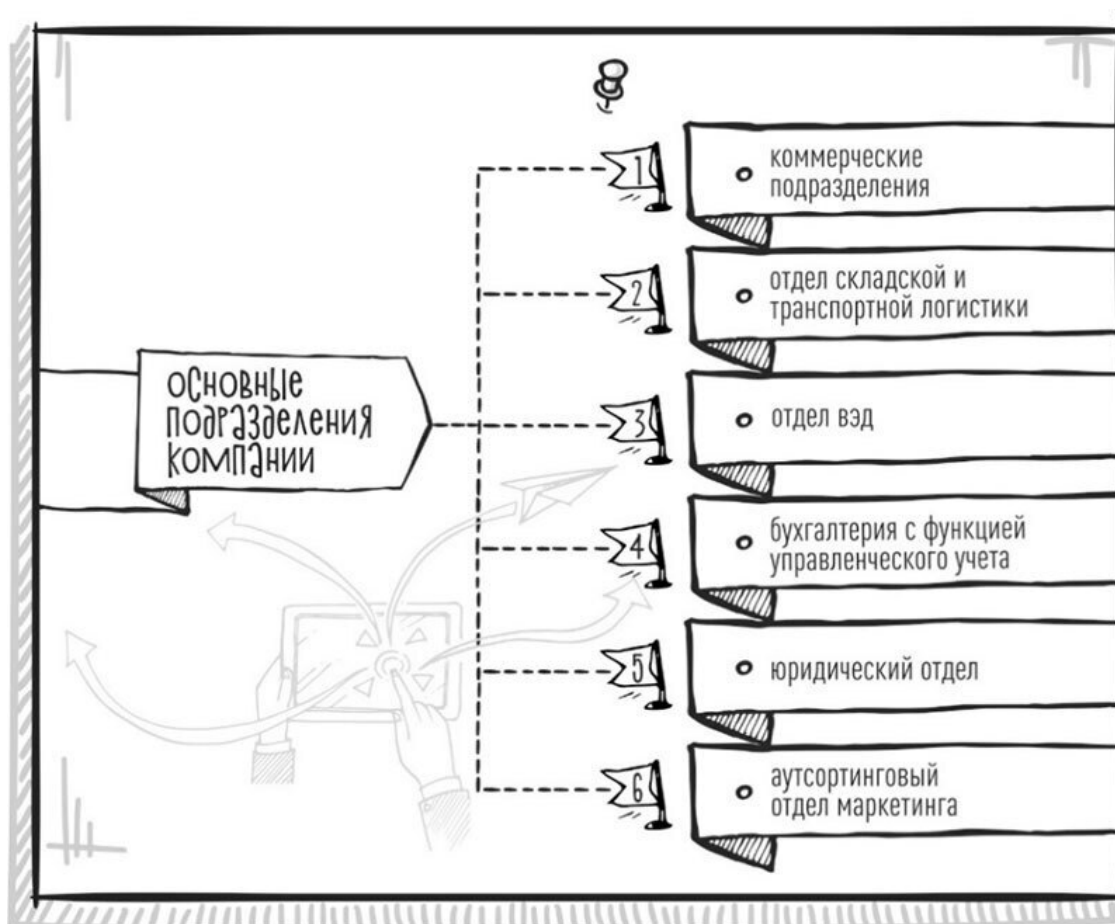 основные
подразделения
компании
1
коммерческие
подразделения
2
отдел складской и
транспортной логистики
3
отдел вэд
4
бухгалтерия с функцией
управленческого учета
5
юридический отдел
6
аутсортинговый
отдел маркетинга